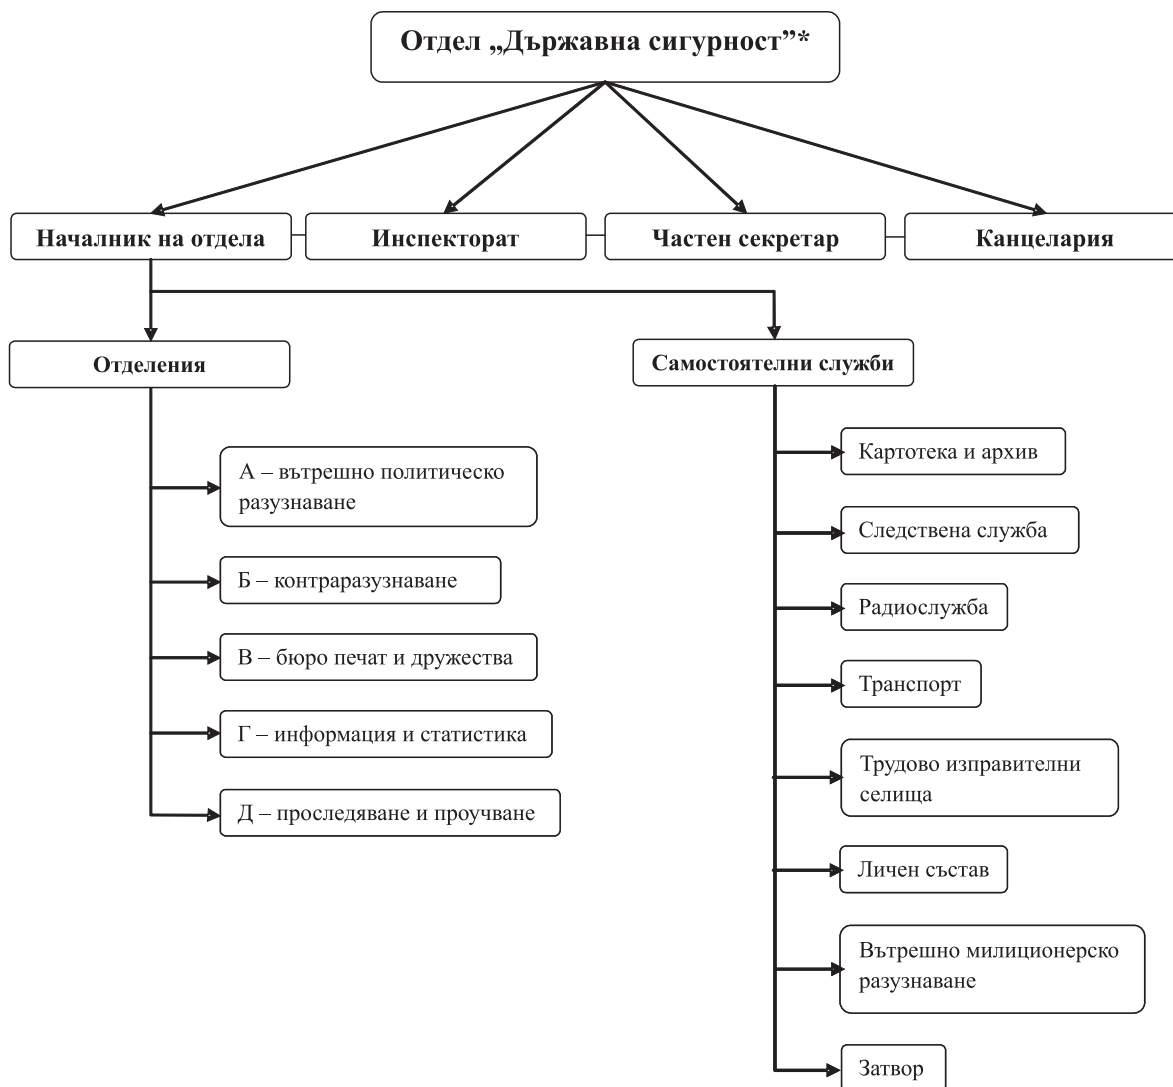 Отдел „Държавна сигурност”*
Началник на отдела
Инспекторат
Частен секретар
Канцелария
Отделения
А – вътрешно политическо
разузнаване
Б – контраразузнаване
В – бюро печат и дружества
Г – информация и статистика
Д – проследяване и проучване
Самостоятелни служби
Картотека и архив
Следствена служба
Радиослужба
Транспорт
Трудово изправителни
селища
Личен състав
Вътрешно милиционерско
разузнаване
Затвор